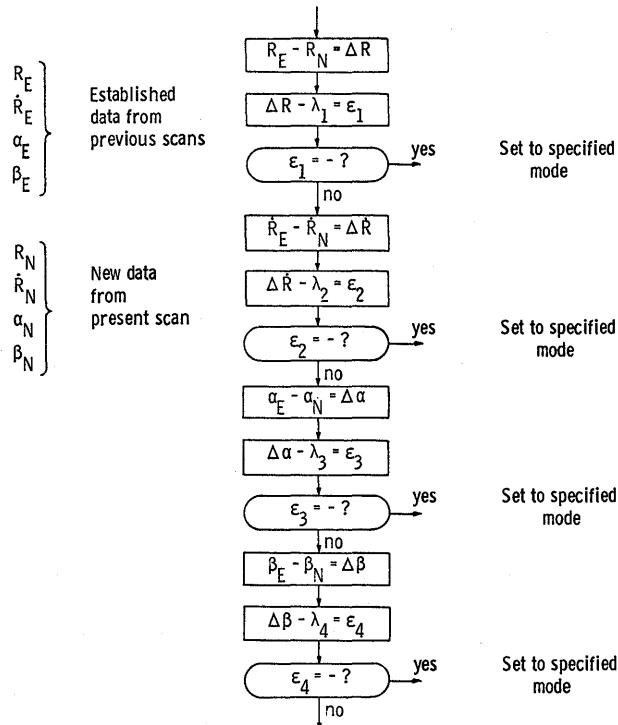 R_E - R_N = ΔR
ΔR - λ_1 = ε_1
ε_1 = - ?
yes
no
Set to specified
mode
R_E
Ṙ_E
α_E
β_E
Established
data from
previous scans
Ṙ_E - Ṙ_N = ΔṘ
ΔṘ - λ_2 = ε_2
ε_2 = - ?
yes
no
Set to specified
mode
R_N
Ṙ_N
α_N
β_N
New data
from
present scan
α_E - α_N = Δα
Δα - λ_3 = ε_3
ε_3 = - ?
yes
no
Set to specified
mode
β_E - β_N = Δβ
Δβ - λ_4 = ε_4
ε_4 = - ?
yes
no
Set to specified
mode